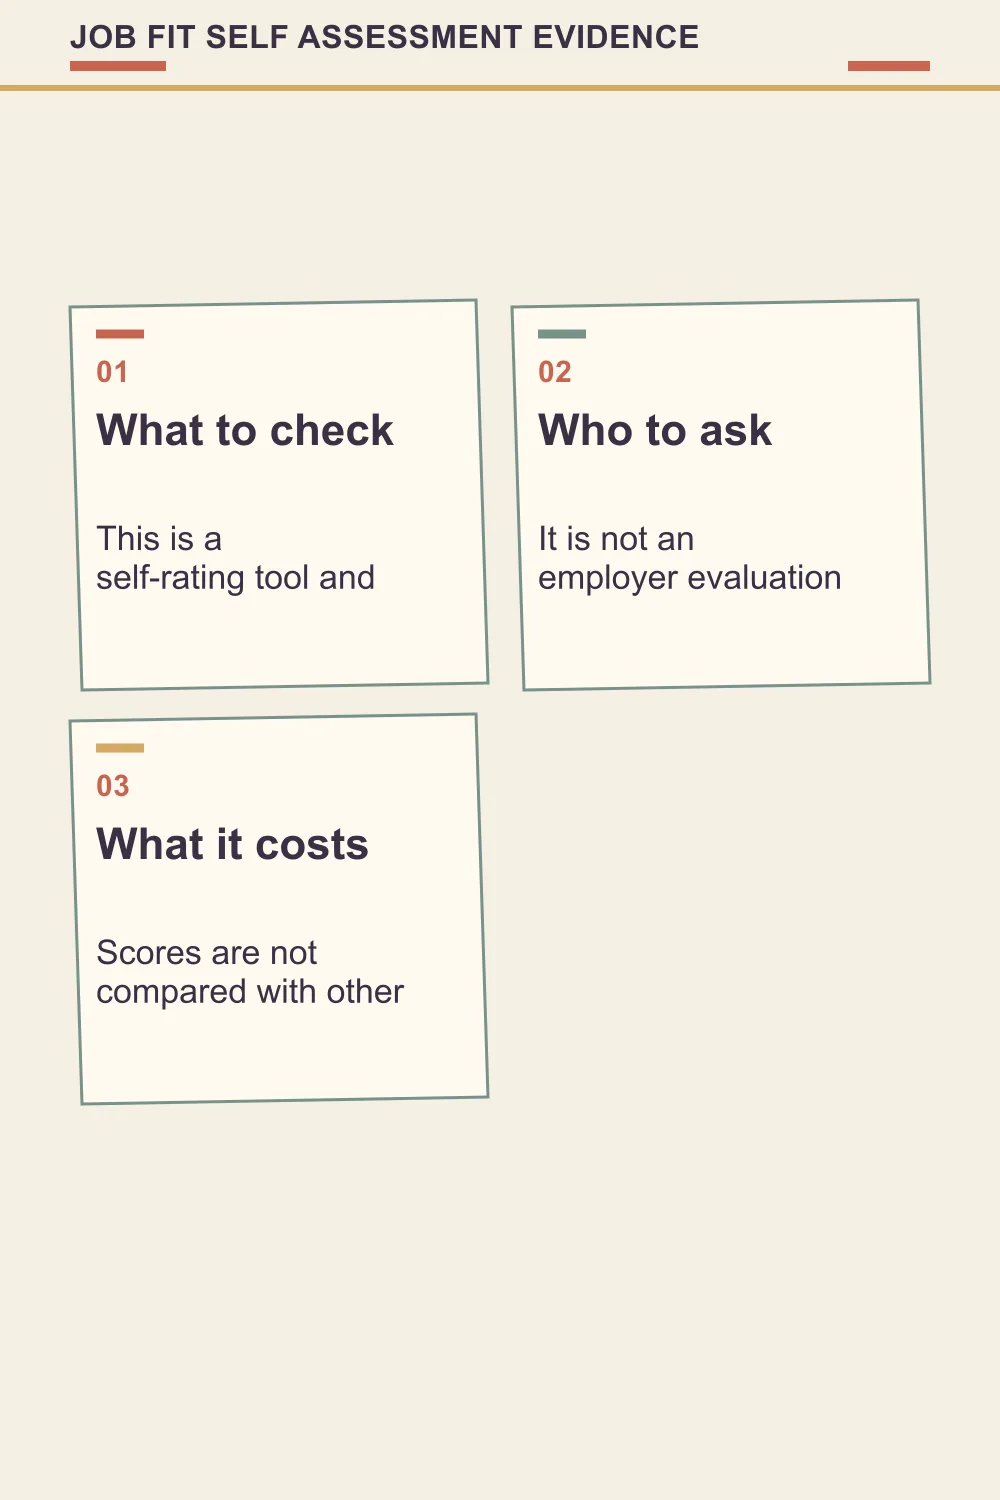 JOB FIT SELF ASSESSMENT EVIDENCE
01
What to check
This is a
self-rating tool and
02
Who to ask
It is not an
employer evaluation
03
What it costs
Scores are not
compared with other